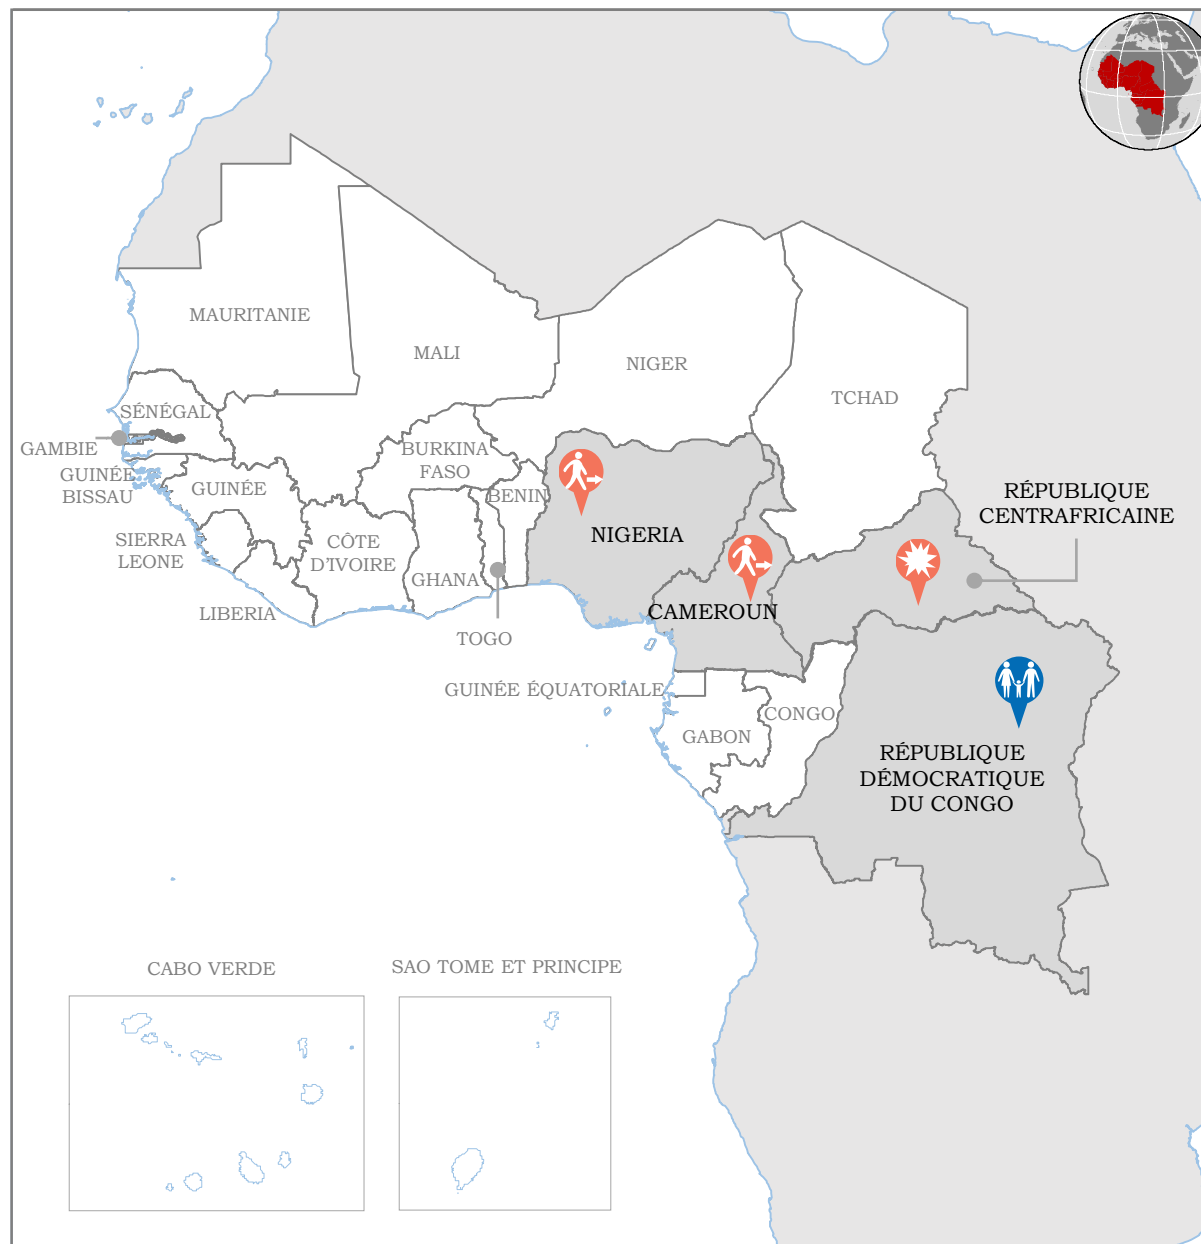 MAURITANIE
MALI
NIGER
TCHAD
SÉNÉGAL
GAMBIE
GUINÉE
BISSAU
GUINÉE
BURKINA
FASO
BENIN
RÉPUBLIQUE
CENTRAFRICAINE
SIERRA
LEONE
CÔTE
D'IVOIRE
GHANA
NIGERIA
LIBERIA
TOGO
CAMEROUN
GUINÉE ÉQUATORIALE
GABON
CONGO
RÉPUBLIQUE
DÉMOCRATIQUE
DU CONGO
CABO VERDE
SAO TOME ET PRINCIPE